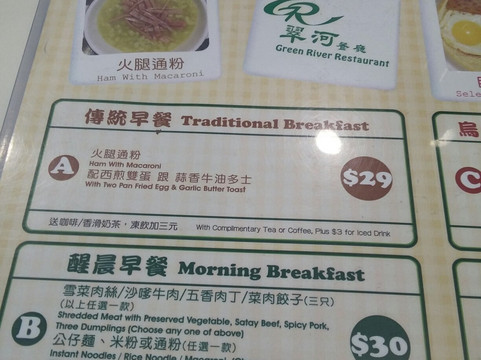 火腿通粉
Ham With Macaroni
翠河餐廳
Green River Restaurant
Sele
傳統早餐 Traditional Breakfast
A
火腿通粉
Ham With Macaroni
配西煎雙蛋 跟 蒜香牛油多士
With Two Pan Fried Egg & Garlic Butter Toast
$29
送咖啡/香滑奶茶，凍飲加三元 With Complimentary Tea or Coffee, Plus $3 for Iced Drink
烏
C
醒晨早餐 Morning Breakfast
B
雪菜肉絲/沙嗲牛肉/五香肉丁/菜肉餃子(三只)
(以上任選一款)
Shredded Meat with Preserved Vegetable, Satay Beef, Spicy Pork,
Three Dumplings (Choose any one of above)
公仔麵、米粉或通粉(任選一款)
Instant Noodles / Rice Noodle / Macaroni
$30